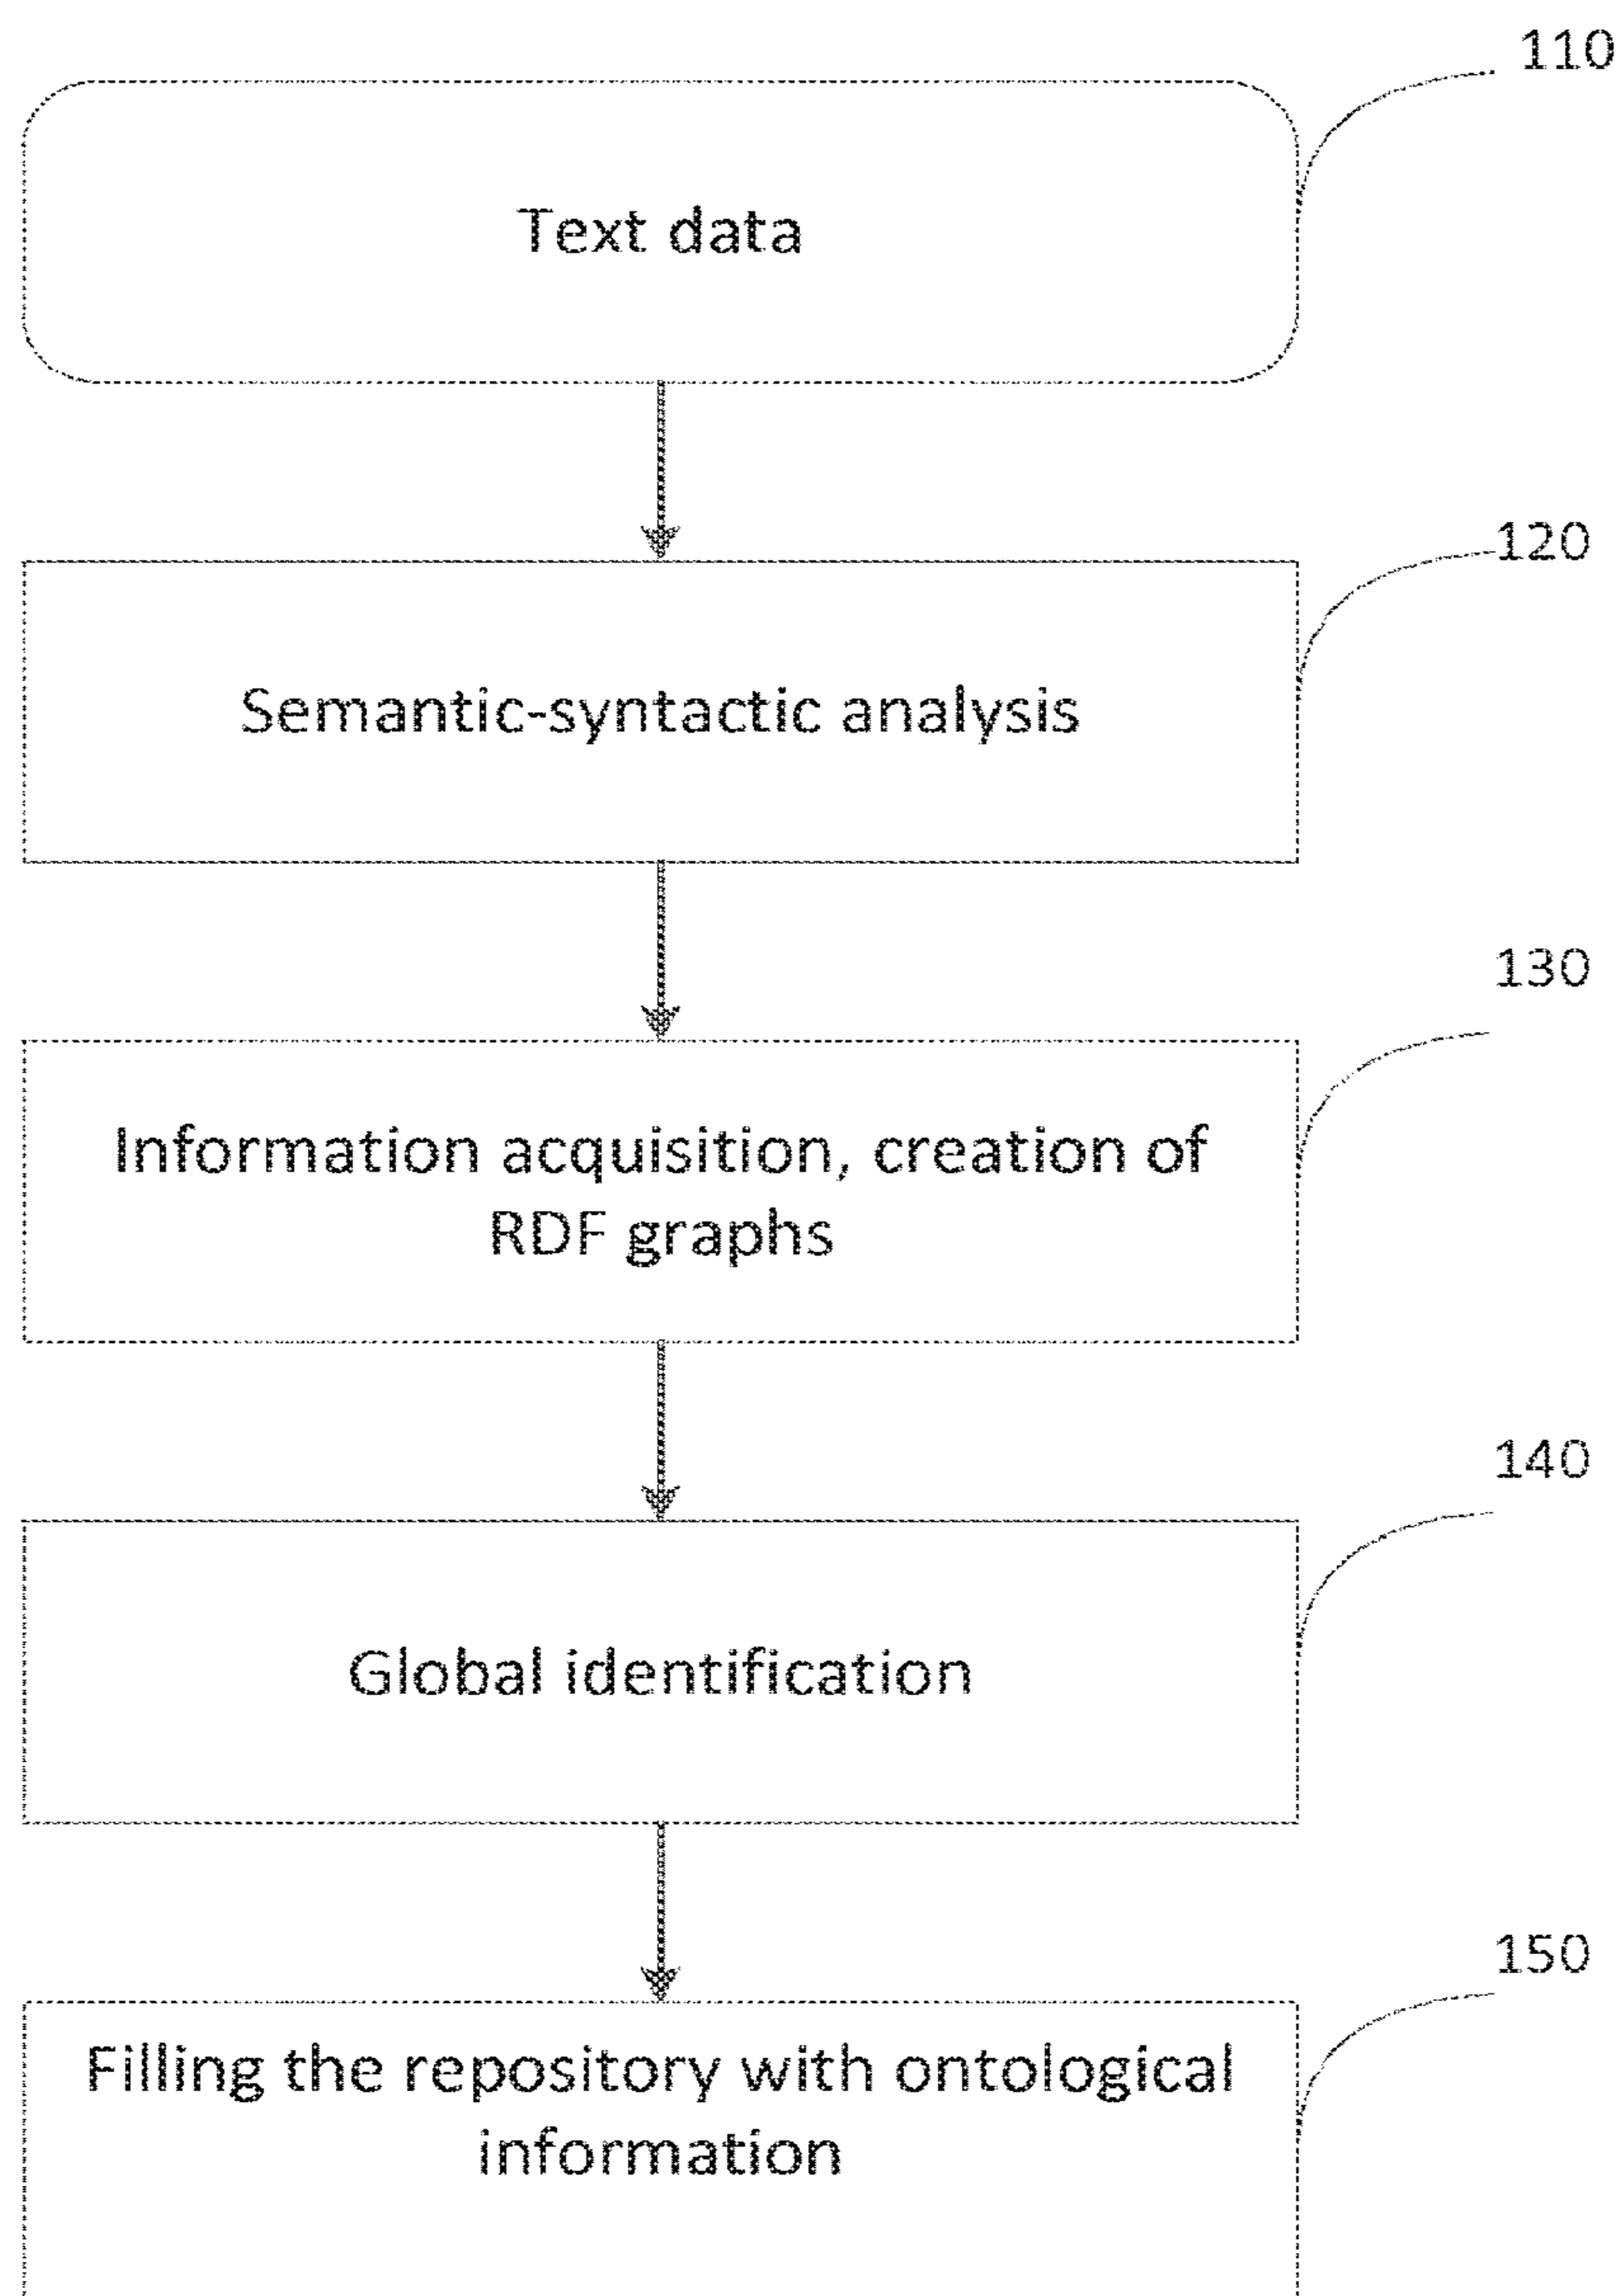 110
Text data
120
Semantic-syntactic analysis
130
Information acquisition, creation of
RDF graphs
140
Global identification
150
Filling the repository with ontological
information